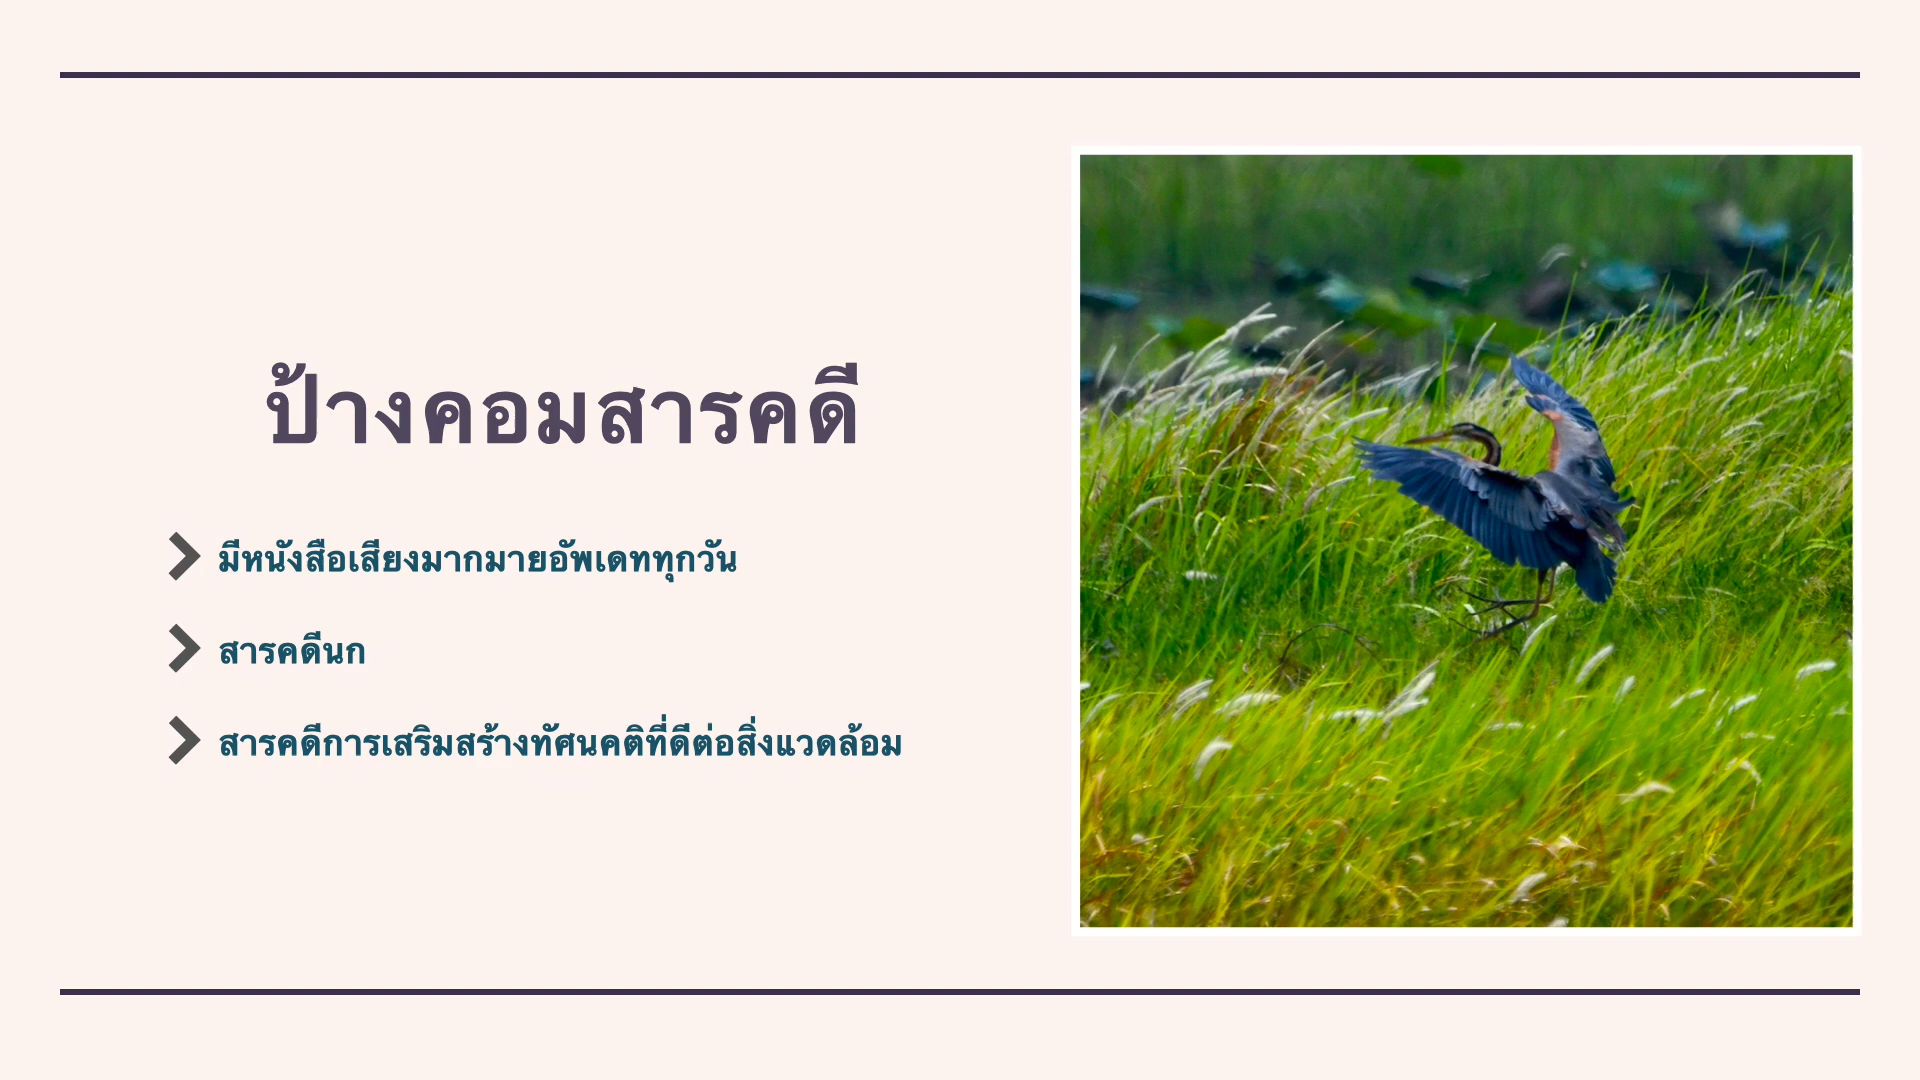 ป้างคอมสารคดี
มีหนังสือเสียงมากมายอัพเดททุกวัน
สารคดีนก
สารคดีการเสริมสร้างทัศนคติที่ดีต่อสิ่งแวดล้อม